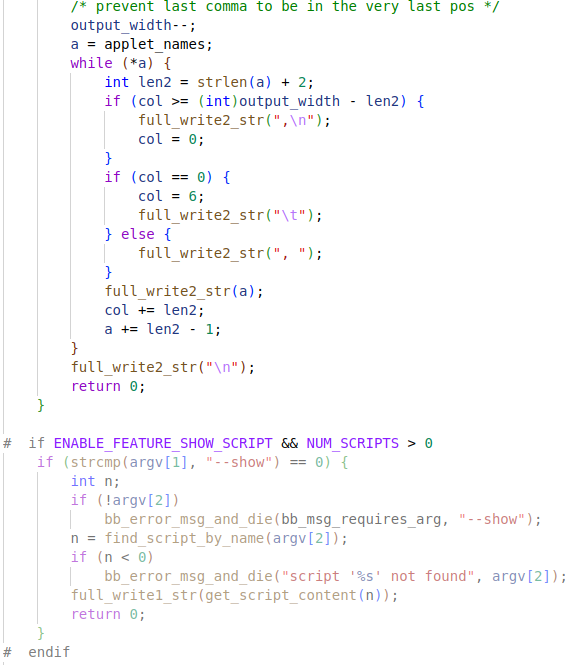 /* prevent last comma to be in the very last pos */
output_width--;
a = applet_names;
while (*a) {
int len2 = strlen(a) + 2;
if (col >= (int)output_width - len2) {
full_write2_str(",\n");
col = 0;
}
if (col == 0) {
col = 6;
full_write2_str("\t");
} else {
full_write2_str(", ");
}
full_write2_str(a);
col += len2;
a += len2 - 1;
}
full_write2_str("\n");
return 0;
}
#  if ENABLE_FEATURE_SHOW_SCRIPT && NUM_SCRIPTS > 0
if (strcmp(argv[1], "--show") == 0) {
int n;
if (!argv[2])
bb_error_msg_and_die(bb_msg_requires_arg, "--show");
n = find_script_by_name(argv[2]);
if (n < 0)
bb_error_msg_and_die("script '%s' not found", argv[2]);
full_write1_str(get_script_content(n));
return 0;
}
#  endif